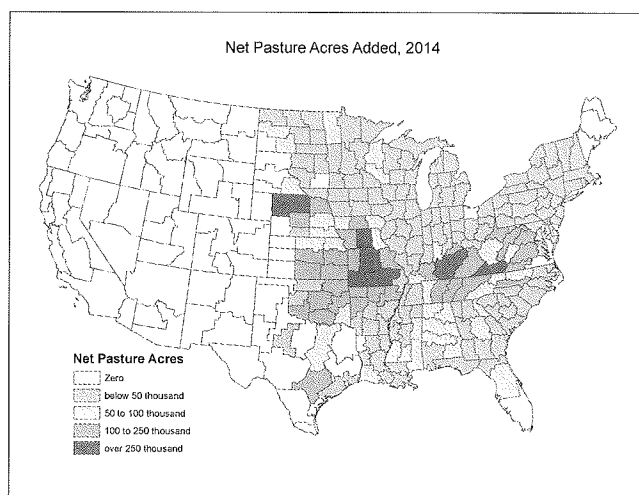 Net Pasture Acres Added, 2014
Net Pasture Acres
Zero
below 50 thousand
50 to 100 thousand
100 to 250 thousand
over 250 thousand